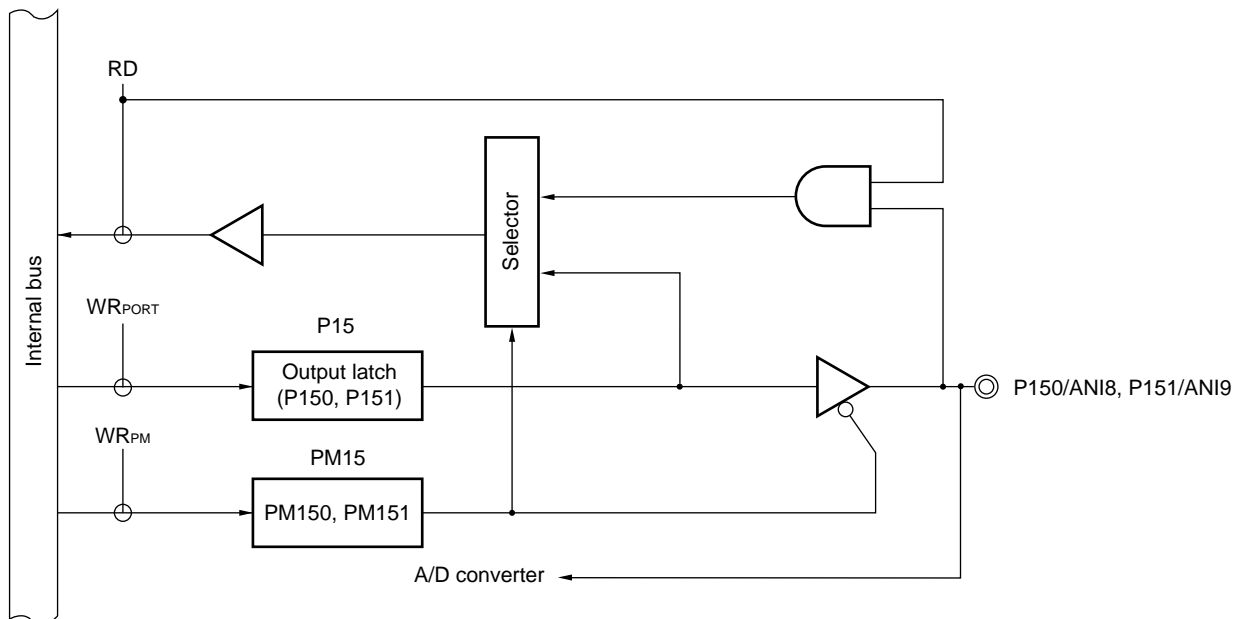 RD
Selector
Internal bus
WRPORT
P15
Output latch
(P150, P151)
P150/ANI8, P151/ANI9
WRPM
PM15
PM150, PM151
A/D converter